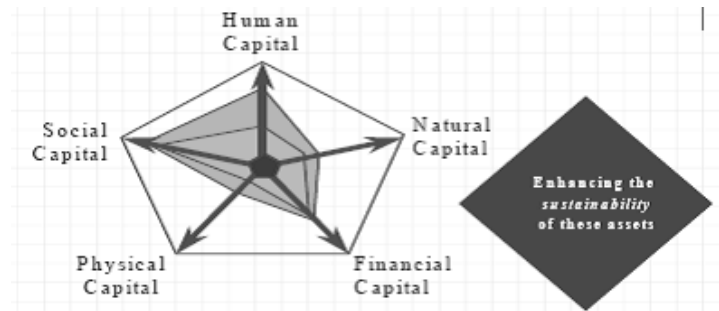 Human
Capital
Social
Capital
Natural
Capital
Enhancing the
sustainability
of these assets
Physical
Capital
Financial
Capital